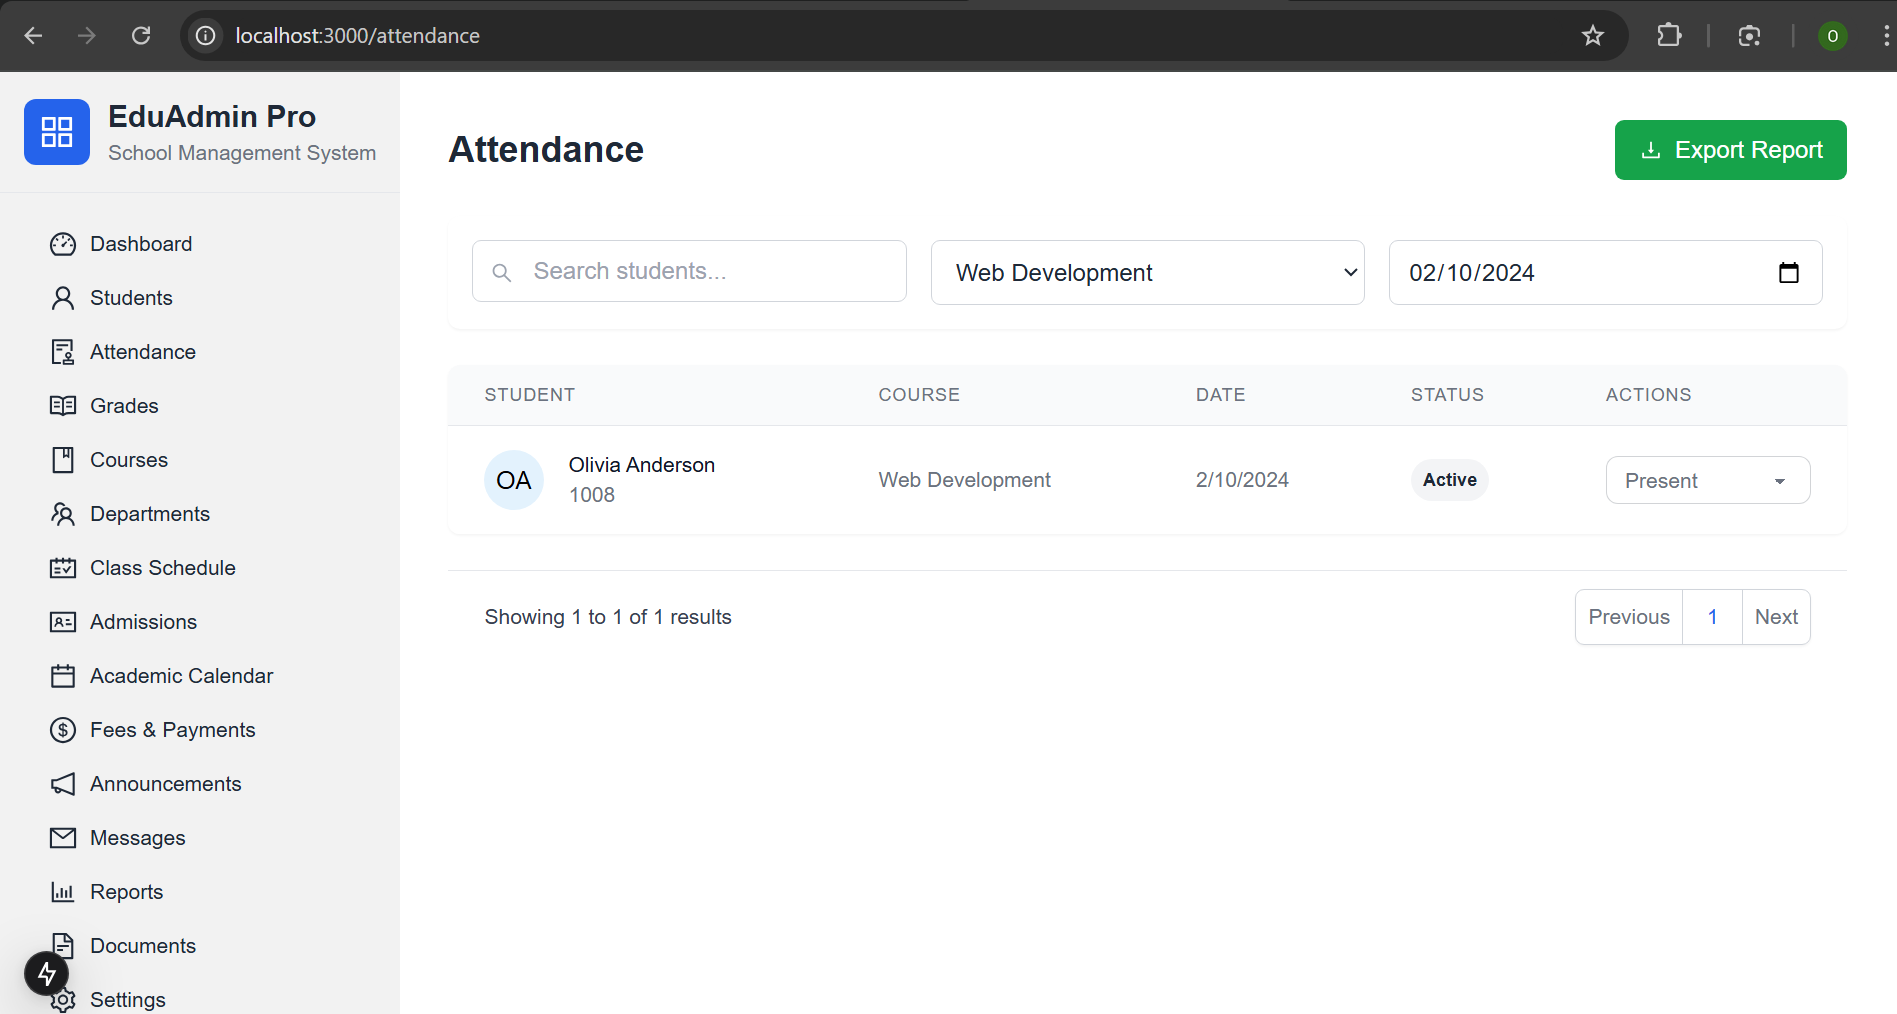 localhost:3000/attendance
O
EduAdmin Pro
School Management System
Dashboard
Students
Attendance
Grades
Courses
Departments
Class Schedule
Admissions
Academic Calendar
Fees & Payments
Announcements
Messages
Reports
Documents
Settings
Attendance
Export Report
Search students...
Web Development
02/10/2024
STUDENT COURSE DATE STATUS ACTIONS
OA Olivia Anderson Web Development 2/10/2024 Active Present
1008
Showing 1 to 1 of 1 results
Previous 1 Next